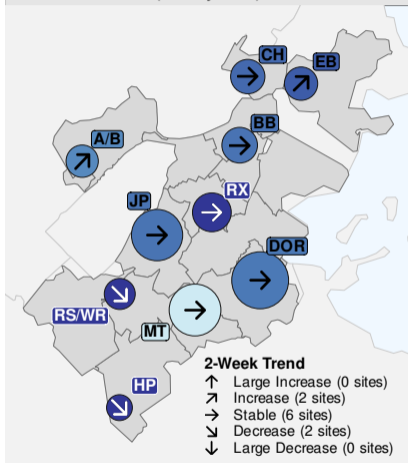 CH
EB
BB
A/B
RX
JP
DOR
RS/WR
MT
HP
2-Week Trend
↑ Large Increase (0 sites)
↗ Increase (2 sites)
→ Stable (6 sites)
↘ Decrease (2 sites)
↓ Large Decrease (0 sites)